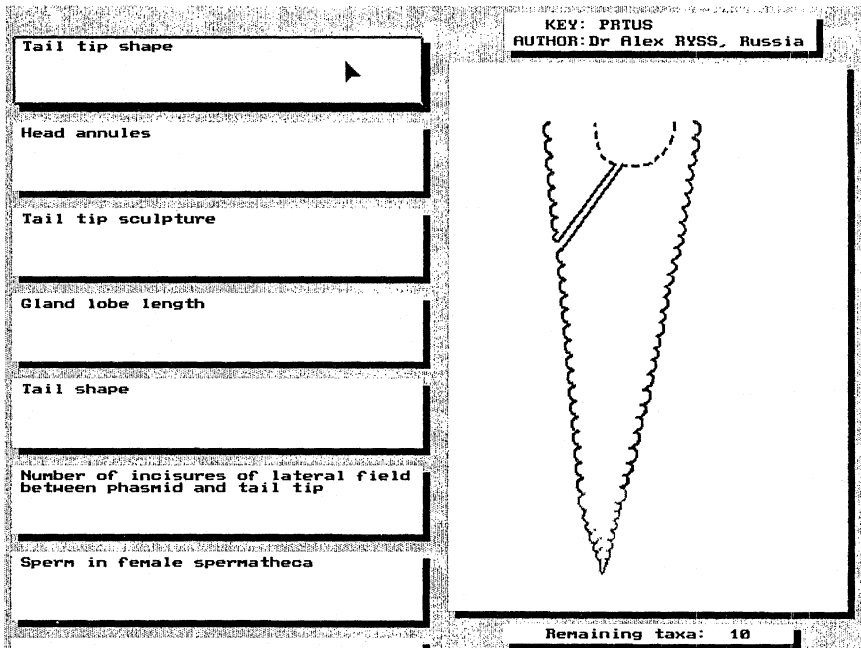 Tail tip shape
Head annules
Tail tip sculpture
Gland lobe length
Tail shape
Number of incisures of lateral field
between phasmid and tail tip
Sperm in female spermatheca
KEY: PRTUS
AUTHOR:Dr Alex RYSS, Russia
Remaining taxa: 10